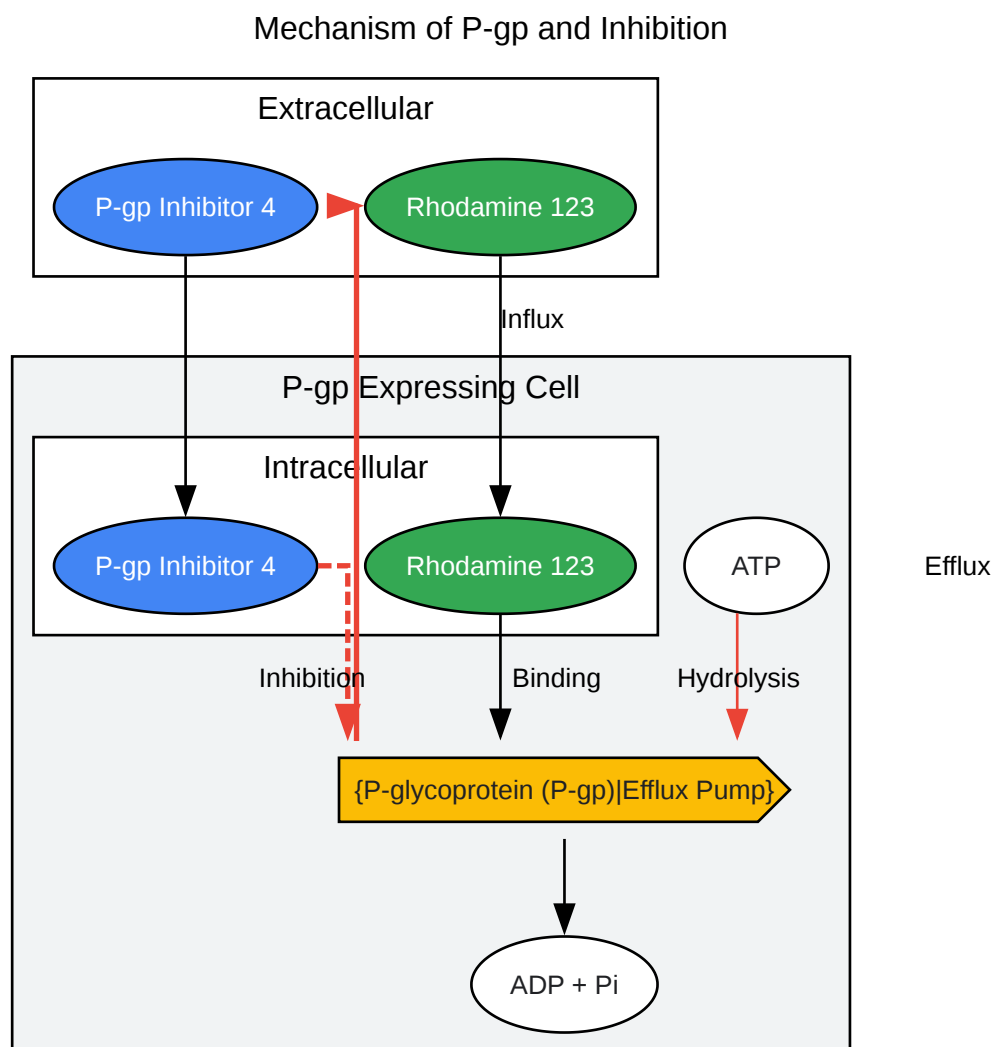 Mechanism of P-gp and Inhibition
Extracellular
P-gp Inhibitor 4
Rhodamine 123
Influx
P-gp Expressing Cell
Intracellular
P-gp Inhibitor 4
Rhodamine 123
ATP
Efflux
Inhibition
Binding
Hydrolysis
{P-glycoprotein (P-gp)|Efflux Pump}
ADP + Pi